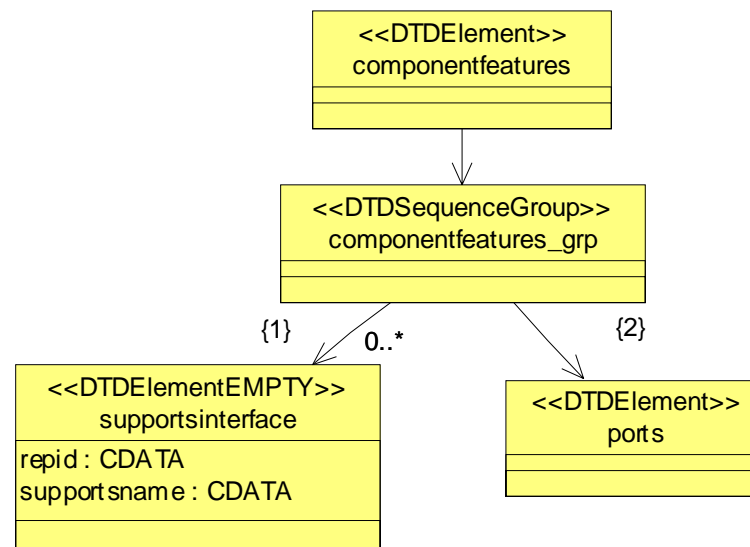 <<DTDElement>>
componentfeatures
<<DTDSequenceGroup>>
componentfeatures_grp
{1}
0..*
{2}
<<DTDElementEMPTY>>
supportsinterface
repid : CDATA
supportsname : CDATA
<<DTDElement>>
ports